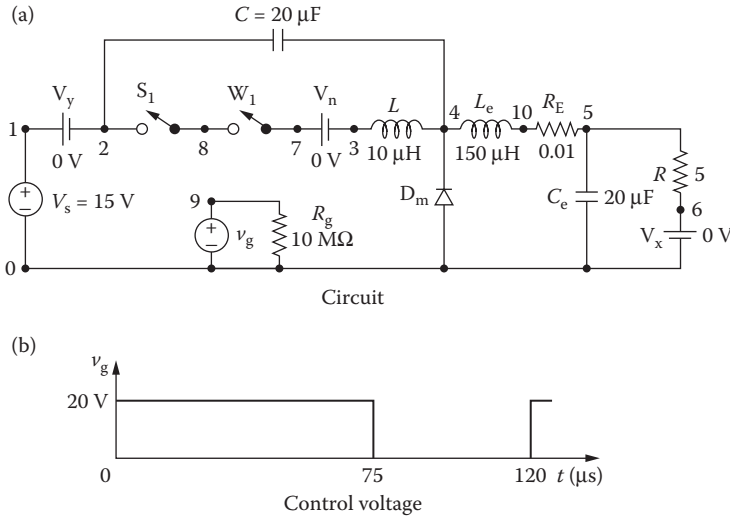 (a)
C = 20 μF
V_y
S_1
W_1
V_n
L
4
L_e
10
R_E
5
1
0 V
2
8
7
0 V
3
10 μH
150 μH
0.01
V_s = 15 V
9
v_g
R_g
10 MΩ
D_m
C_e
20 μF
R
5
6
V_x
0 V
0
Circuit
(b)
v_g
20 V
0
75
120
t (μs)
Control voltage